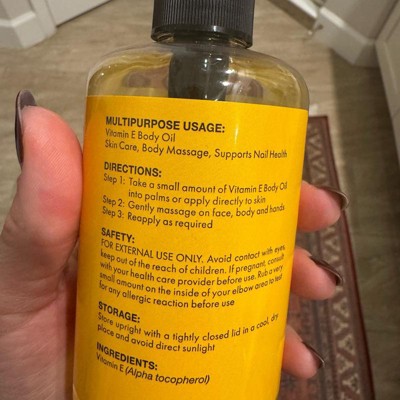 MULTIPURPOSE USAGE:
Vitamin E Body Oil
Skin Care, Body Massage, Supports Nail Health
DIRECTIONS:
Step 1: Take a small amount of Vitamin E Body Oil
into palms or apply directly to skin
Step 2: Gently massage on face, body and hands
Step 3: Reapply as required
SAFETY:
FOR EXTERNAL USE ONLY. Avoid contact with eyes,
keep out of the reach of children. If pregnant, consult
with your health care provider before use. Rub a very
small amount on the inside of your elbow area to test
for any allergic reaction before use
STORAGE:
Store upright with a tightly closed lid in a cool, dry
place and avoid direct sunlight
INGREDIENTS:
Vitamin E (Alpha tocopherol)